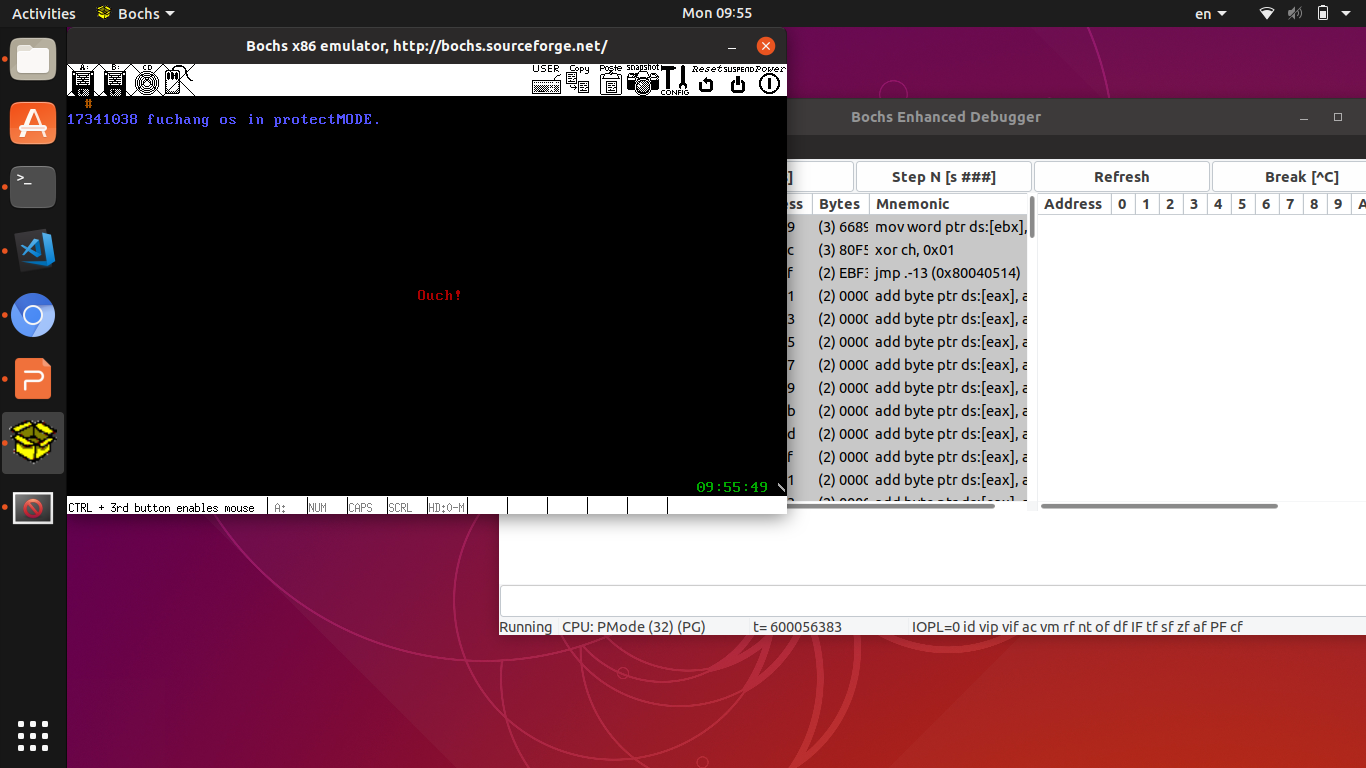 Activities Bochs Mon 09:55 en
Bochs x86 emulator, http://bochs.sourceforge.net/
A: B: CD USER Copy Paste snapshot CONFIG Reset SUSPEND Power
#
17341038 fuchang os in protectMODE.
Ouch!
09:55:49 \
CTRL + 3rd button enables mouse A: NUM CAPS SCRL HD:0-M
Bochs Enhanced Debugger
s] Step N [s ###] Refresh Break [^C]
ess Bytes Mnemonic Address 0 1 2 3 4 5 6 7 8 9 A
9 (3) 6689 mov word ptr ds:[ebx],
c (3) 80F5 xor ch, 0x01
f (2) EBF3 jmp .-13 (0x80040514)
1 (2) 0000 add byte ptr ds:[eax], a
3 (2) 0000 add byte ptr ds:[eax], a
5 (2) 0000 add byte ptr ds:[eax], a
7 (2) 0000 add byte ptr ds:[eax], a
9 (2) 0000 add byte ptr ds:[eax], a
b (2) 0000 add byte ptr ds:[eax], a
d (2) 0000 add byte ptr ds:[eax], a
f (2) 0000 add byte ptr ds:[eax], a
1 (2) 0000 add byte ptr ds:[eax], a
Running CPU: PMode (32) (PG) t= 600056383 IOPL=0 id vip vif ac vm rf nt of df IF tf sf zf af PF cf